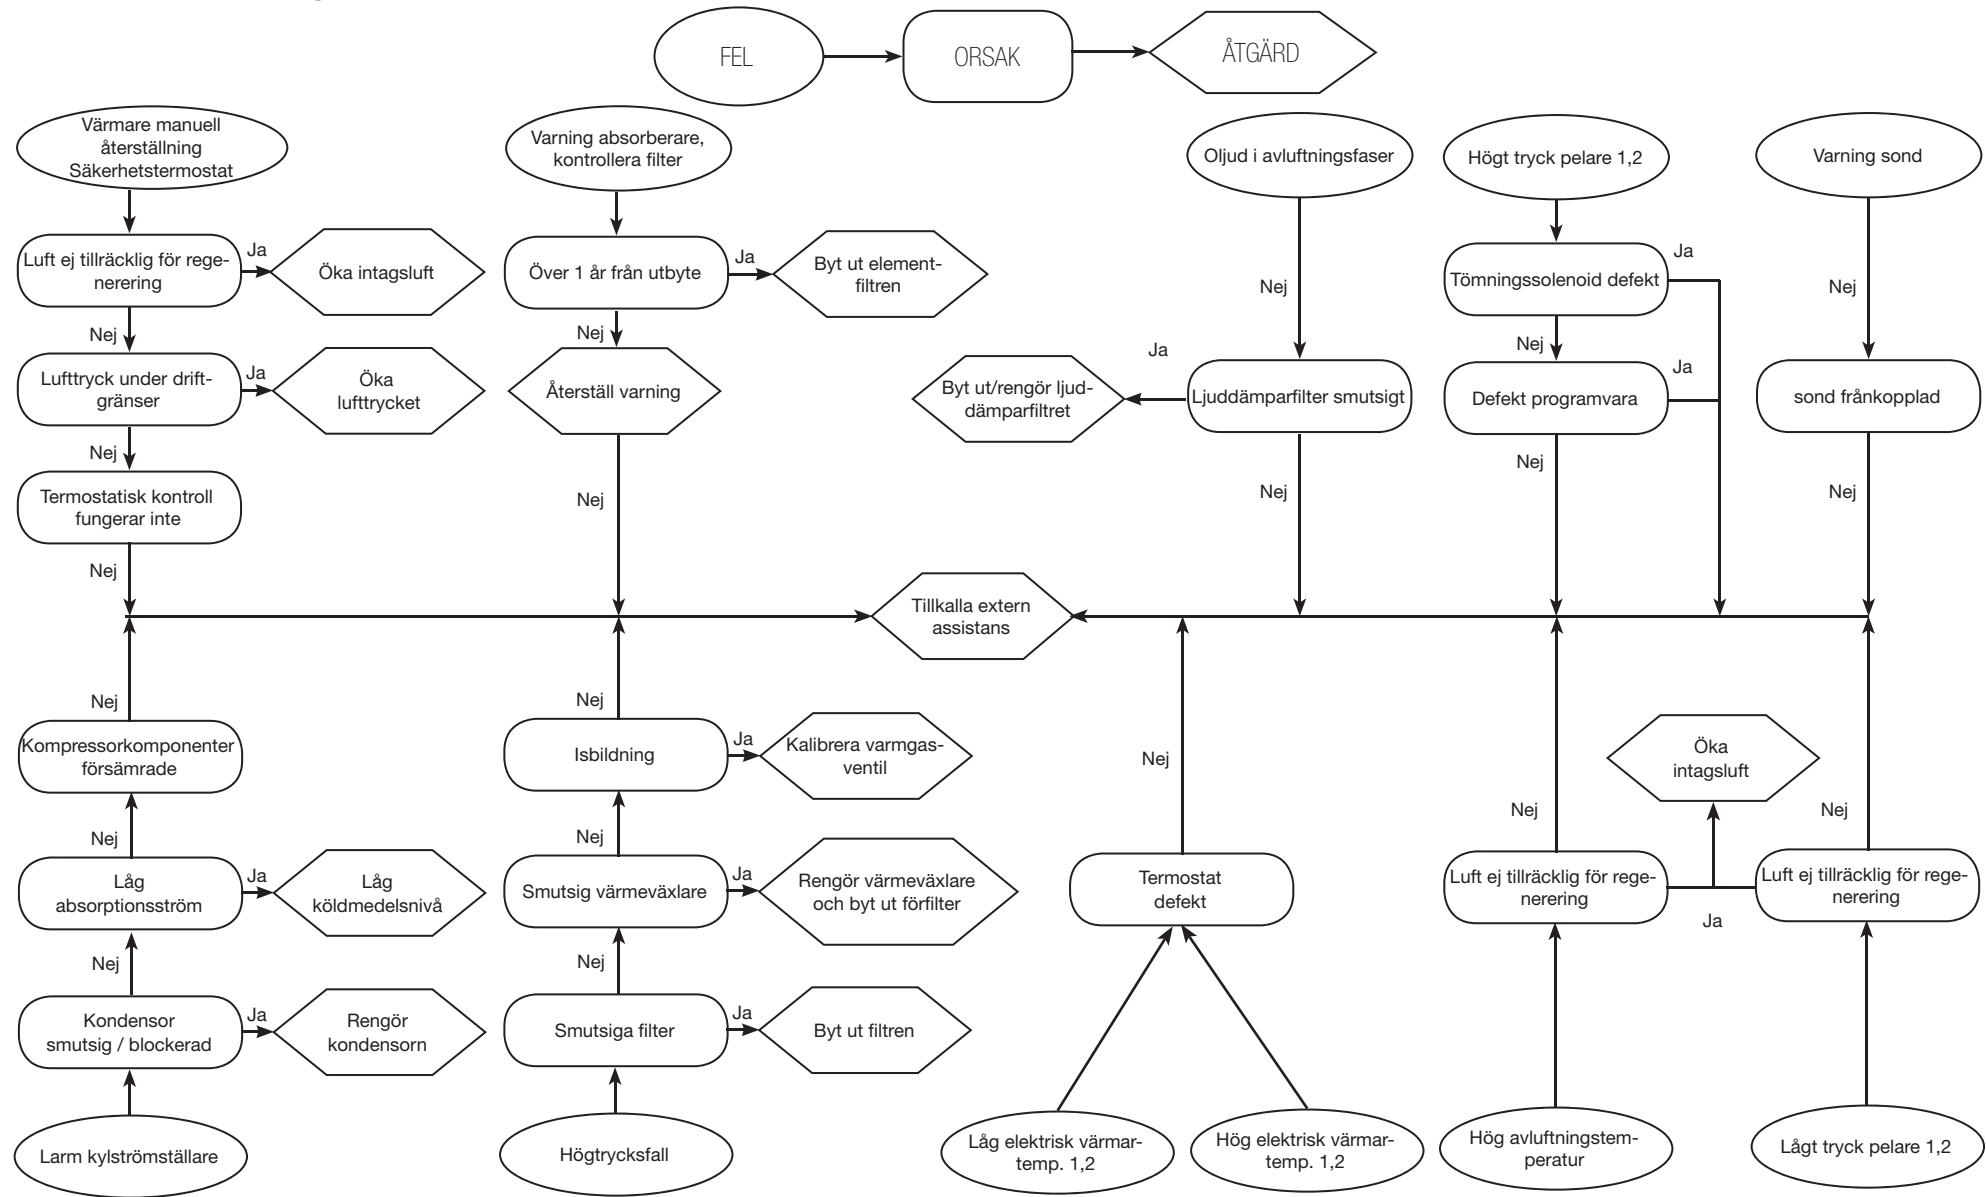 FEL
ORSAK
ÅTGÄRD
Värmare manuell
återställning
Säkerhetstermostat
Varning absorberare,
kontrollera filter
Oljud i avluftningsfaser
Högt tryck pelare 1,2
Varning sond
Luft ej tillräcklig för rege-
nerering
Ja
Öka intagsluft
Nej
Lufttryck under drift-
gränser
Ja
Öka
lufttrycket
Nej
Termostatisk kontroll
fungerar inte
Nej
Över 1 år från utbyte
Ja
Byt ut element-
filtren
Nej
Återställ varning
Nej
Nej
Ljuddämparfilter smutsigt
Ja
Byt ut/rengör ljud-
dämparfiltret
Nej
Tömningssolenoid defekt
Ja
Nej
Defekt programvara
Ja
Nej
Nej
sond frånkopplad
Nej
Tillkalla extern
assistans
Nej
Kompressorkomponenter
försämrade
Nej
Låg
absorptionsström
Ja
Låg
köldmedelsnivå
Nej
Kondensor
smutsig / blockerad
Ja
Rengör
kondensorn
Larm kylströmställare
Nej
Isbildning
Ja
Kalibrera varmgas-
ventil
Nej
Smutsig värmeväxlare
Ja
Rengör värmeväxlare
och byt ut förfilter
Nej
Smutsiga filter
Ja
Byt ut filtren
Högtrycksfall
Nej
Termostat
defekt
Låg elektrisk värmar-
temp. 1,2
Hög elektrisk värmar-
temp. 1,2
Nej
Öka
intagsluft
Nej
Luft ej tillräcklig för rege-
nerering
Ja
Luft ej tillräcklig för rege-
nerering
Hög avluftningstem-
peratur
Lågt tryck pelare 1,2